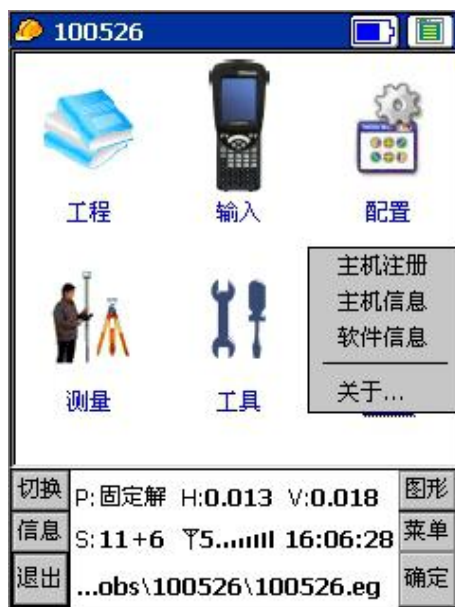 100526
工程 输入 配置
主机注册
主机信息
软件信息
关于...
测量 工具
切换 P:固定解 H:0.013 V:0.018 图形
信息 S:11+6 5 16:06:28 菜单
退出 ...obs\100526\100526.eg 确定